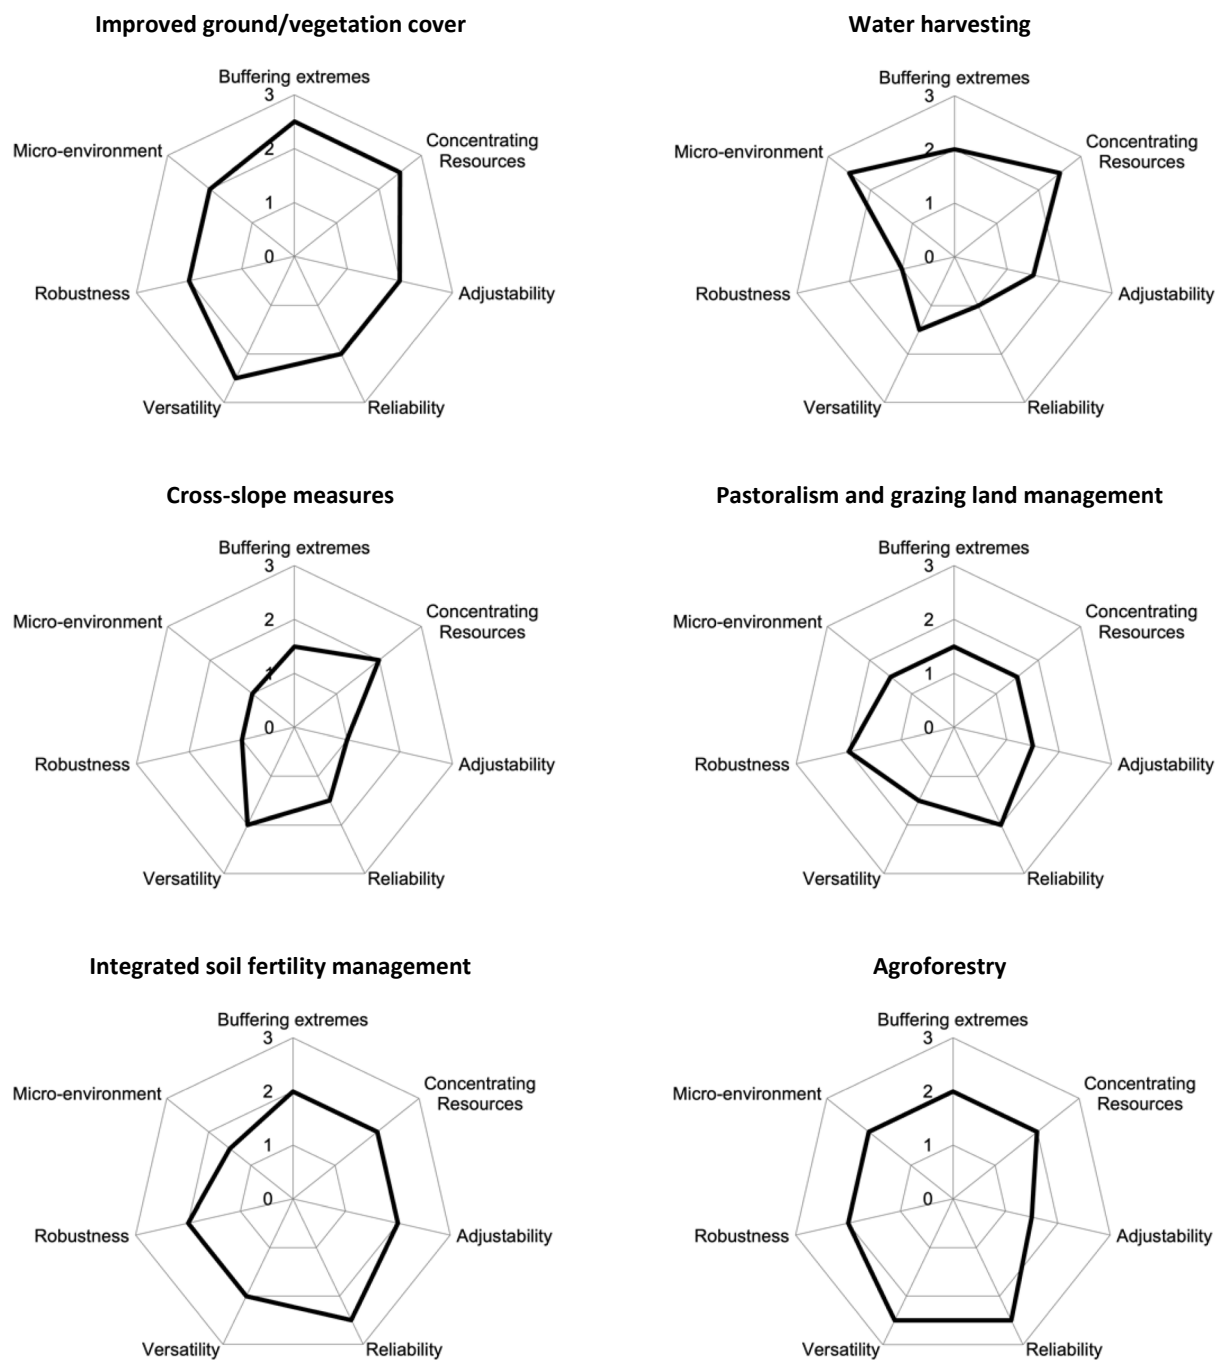 Improved ground/vegetation cover
Buffering extremes
3
Concentrating
Resources
Micro-environment
2
1
0
Robustness
Adjustability
Versatility
Reliability
Water harvesting
Buffering extremes
3
Concentrating
Resources
Micro-environment
2
1
0
Robustness
Adjustability
Versatility
Reliability
Cross-slope measures
Buffering extremes
3
Concentrating
Resources
Micro-environment
2
1
0
Robustness
Adjustability
Versatility
Reliability
Pastoralism and grazing land management
Buffering extremes
3
Concentrating
Resources
Micro-environment
2
1
0
Robustness
Adjustability
Versatility
Reliability
Integrated soil fertility management
Buffering extremes
3
Concentrating
Resources
Micro-environment
2
1
0
Robustness
Adjustability
Versatility
Reliability
Agroforestry
Buffering extremes
3
Concentrating
Resources
Micro-environment
2
1
0
Robustness
Adjustability
Versatility
Reliability